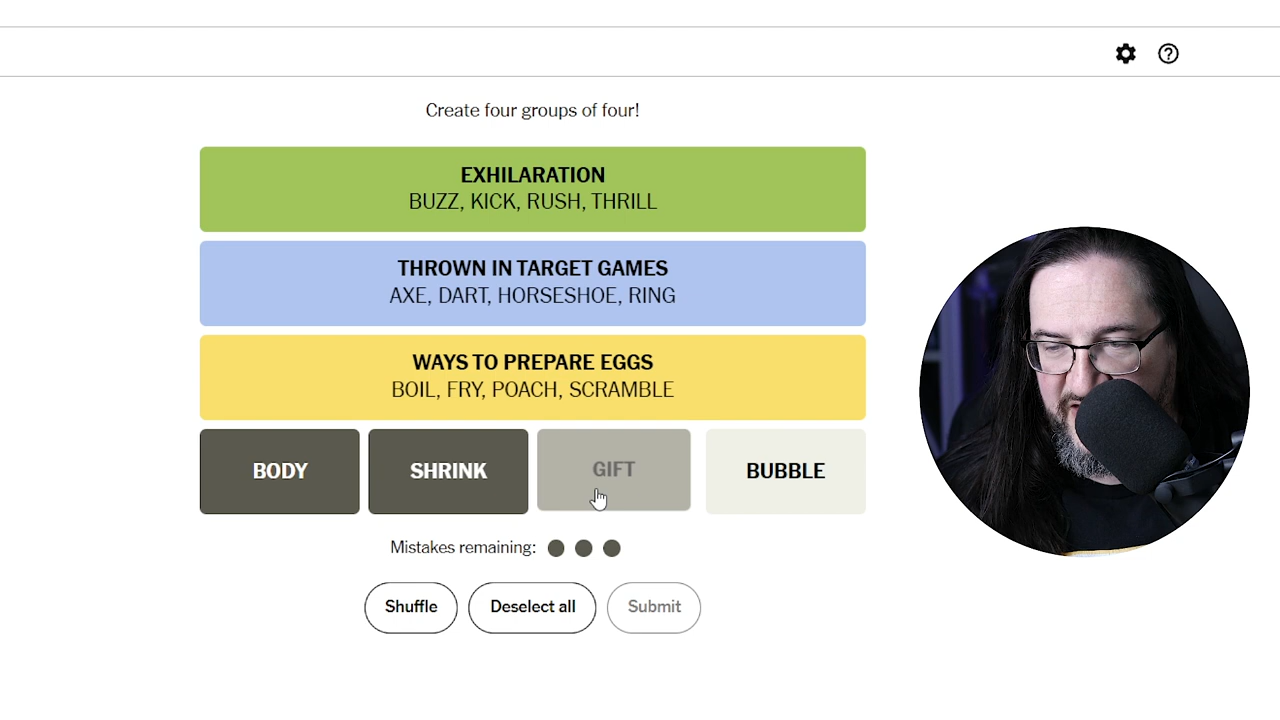 Create four groups of four!
EXHILARATION
BUZZ, KICK, RUSH, THRILL
THROWN IN TARGET GAMES
AXE, DART, HORSESHOE, RING
WAYS TO PREPARE EGGS
BOIL, FRY, POACH, SCRAMBLE
BODY SHRINK GIFT BUBBLE
Mistakes remaining:
Shuffle Deselect all Submit